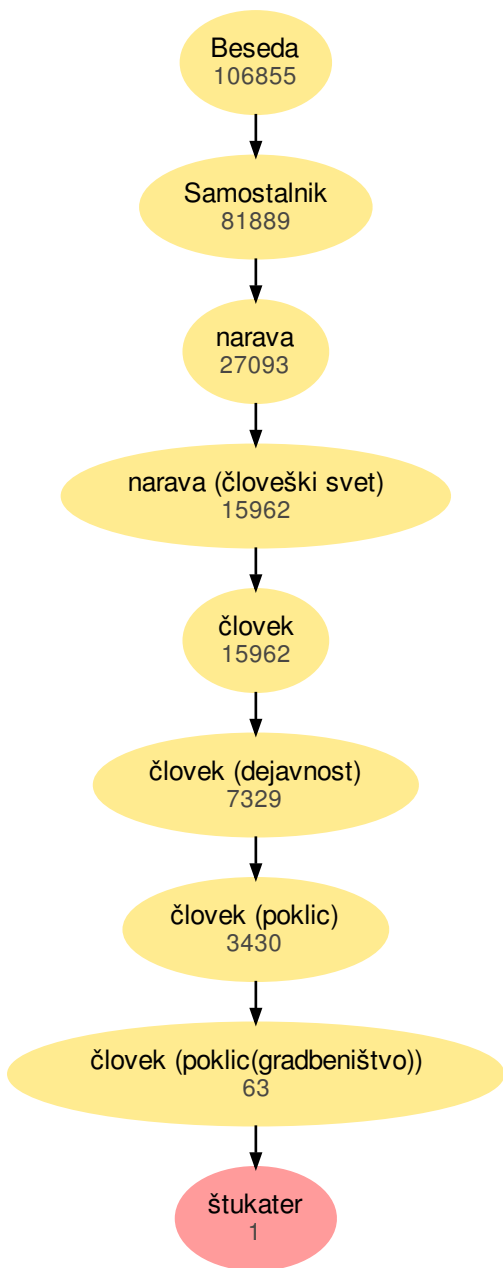 Beseda
106855
Samostalnik
81889
narava
27093
narava (človeški svet)
15962
človek
15962
človek (dejavnost)
7329
človek (poklic)
3430
človek (poklic(gradbeništvo))
63
štukater
1